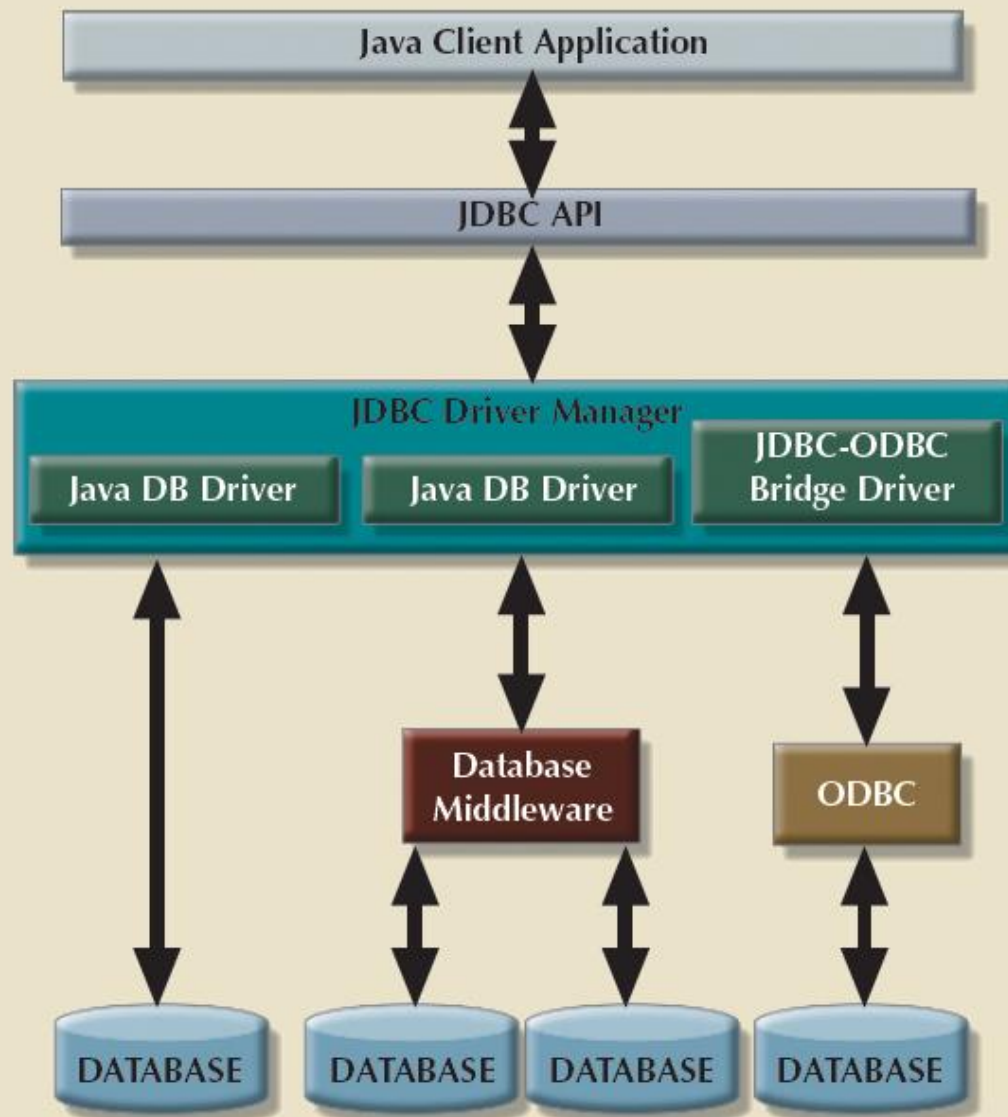 Java Client Application
JDBC API
JDBC Driver Manager
Java DB Driver
Java DB Driver
JDBC-ODBC
Bridge Driver
Database
Middleware
ODBC
DATABASE
DATABASE
DATABASE
DATABASE